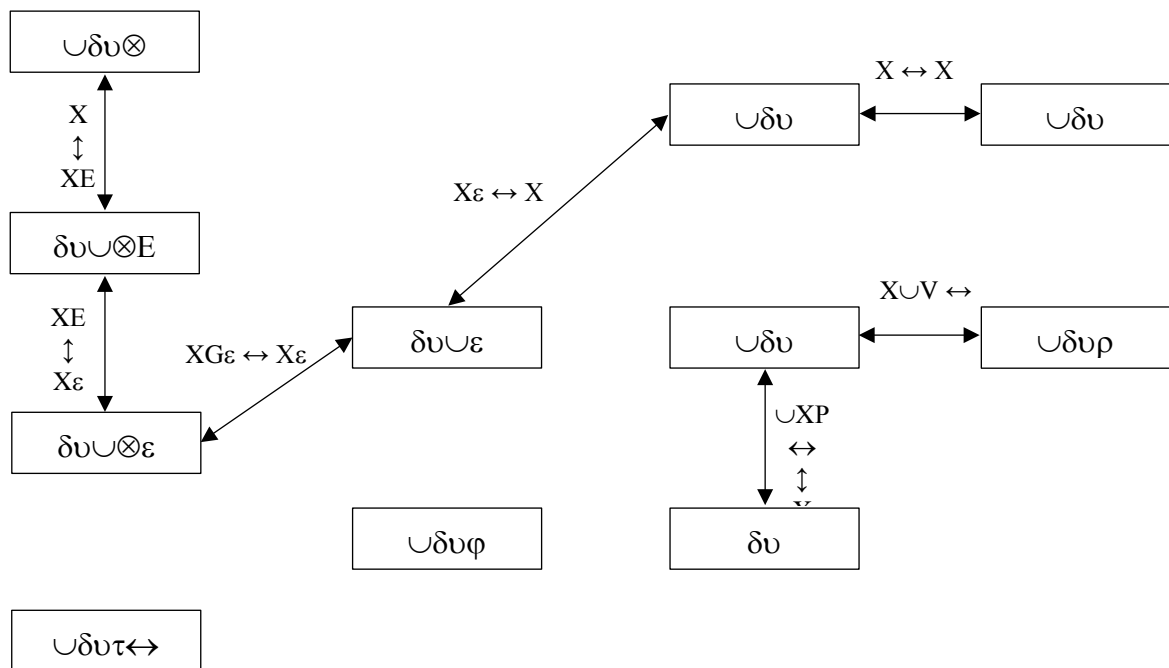 ∪δυ⊗
X
↕
XE
δυ∪⊗E
XE
↕
Xε
δυ∪⊗ε
XGε ↔ Xε
δυ∪ε
Xε ↔ X
∪δυ
X ↔ X
∪δυ
∪δυ
X∪V ↔
∪δυρ
∪XP
↔
↕
δυ
∪δυφ
∪δυτ↔